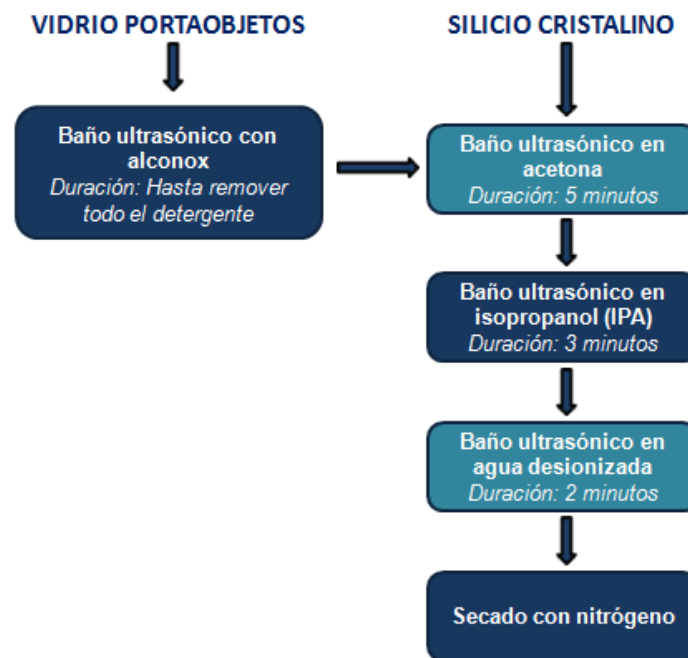 VIDRIO PORTAOBJETOS
SILICIO CRISTALINO
Baño ultrasónico con
alconox
Duración: Hasta remover
todo el detergente
Baño ultrasónico en
acetona
Duración: 5 minutos
Baño ultrasónico en
isopropanol (IPA)
Duración: 3 minutos
Baño ultrasónico en
agua desionizada
Duración: 2 minutos
Secado con nitrógeno